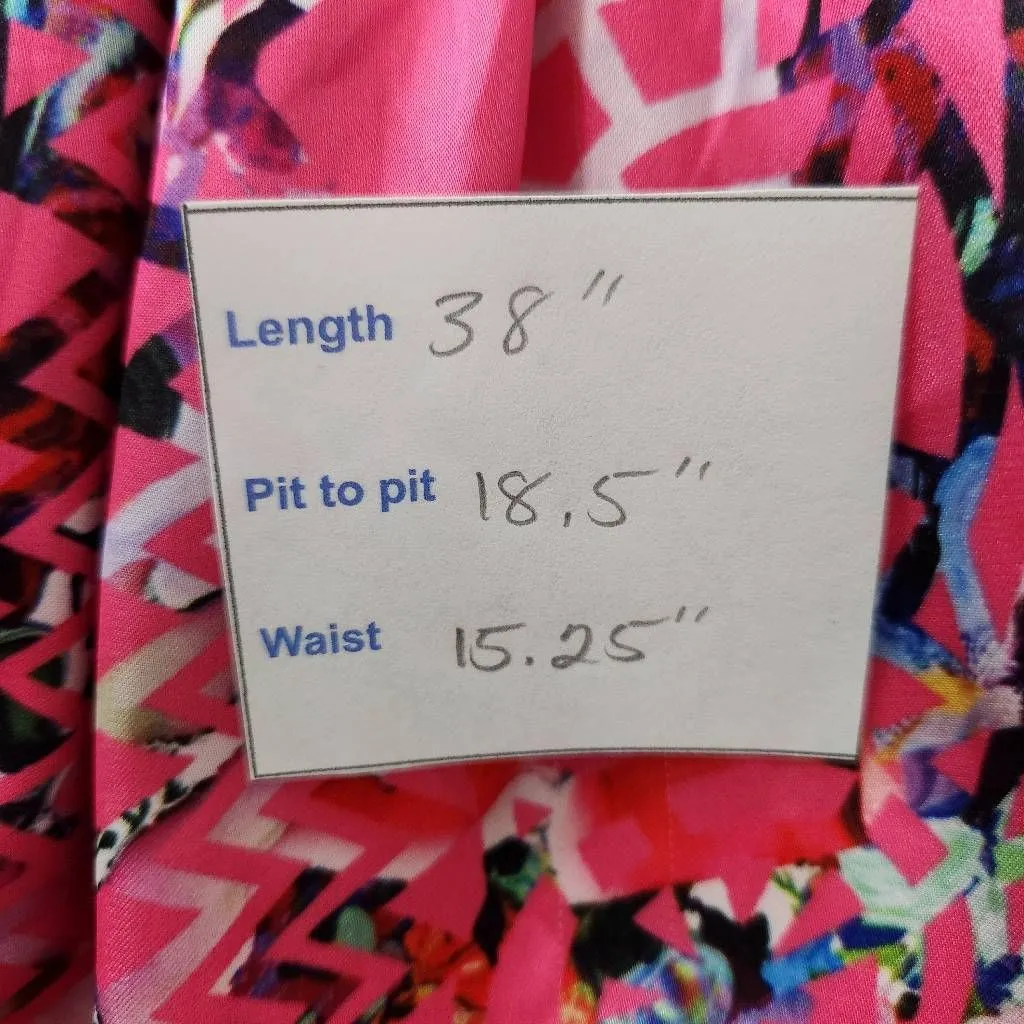 Length 38"
Pit to pit 18.5"
Waist 15.25"